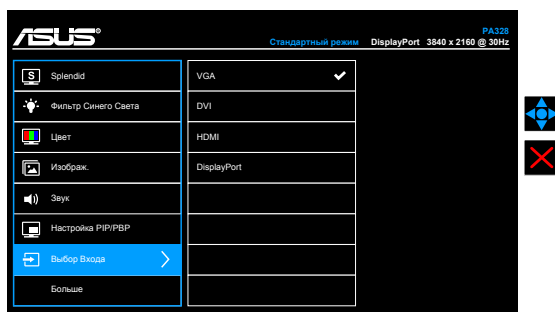 ASUS
PA328
Стандартный режим DisplayPort 3840 x 2160 @ 30Hz
S Splendid
VGA
Фильтр Синего Света
DVI
Цвет
HDMI
Изображ.
DisplayPort
Звук
Настройка PIP/PBP
Выбор Входа
Больше